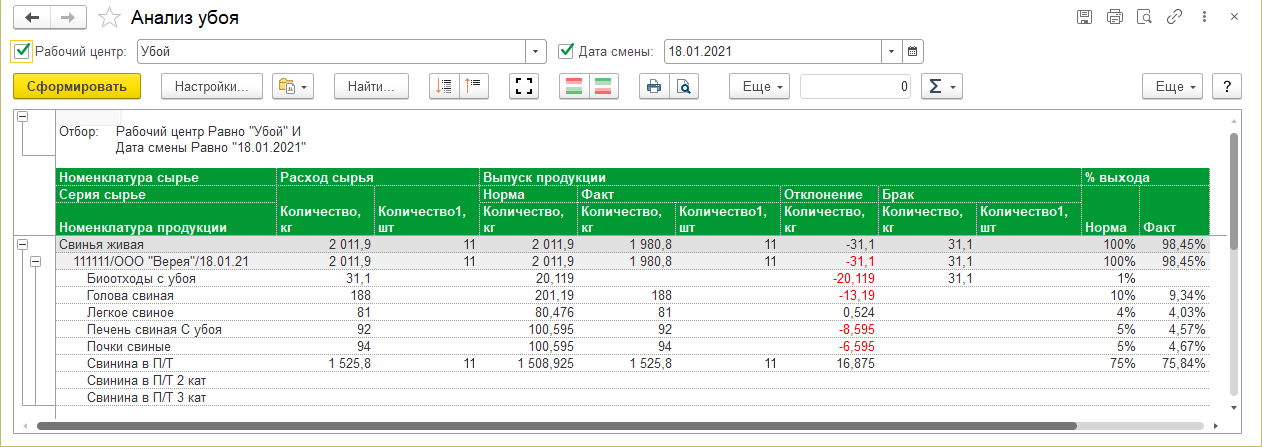 Анализ убоя
Рабочий центр: Убой Дата смены: 18.01.2021
Сформировать Настройки... Найти... Еще 0 Σ Еще ?
Отбор: Рабочий центр Равно "Убой" И
Дата смены Равно "18.01.2021"
Номенклатура сырье Расход сырья Выпуск продукции % выхода
Серия сырье Норма Факт Отклонение Брак
Номенклатура продукции Количество, кг Количество1, шт Количество, кг Количество, кг Количество1, шт Количество, кг Количество, кг Количество1, шт Норма Факт
Свинья живая 2 011,9 11 2 011,9 1 980,8 11 -31,1 31,1 100% 98,45%
111111/ООО "Верея"/18.01.21 2 011,9 11 2 011,9 1 980,8 11 -31,1 31,1 100% 98,45%
Биоотходы с убоя 31,1 20,119 -20,119 31,1 1%
Голова свиная 188 201,19 188 -13,19 10% 9,34%
Легкое свиное 81 80,476 81 0,524 4% 4,03%
Печень свиная С убоя 92 100,595 92 -8,595 5% 4,57%
Почки свиные 94 100,595 94 -6,595 5% 4,67%
Свинина в П/Т 1 525,8 11 1 508,925 1 525,8 11 16,875 75% 75,84%
Свинина в П/Т 2 кат
Свинина в П/Т 3 кат